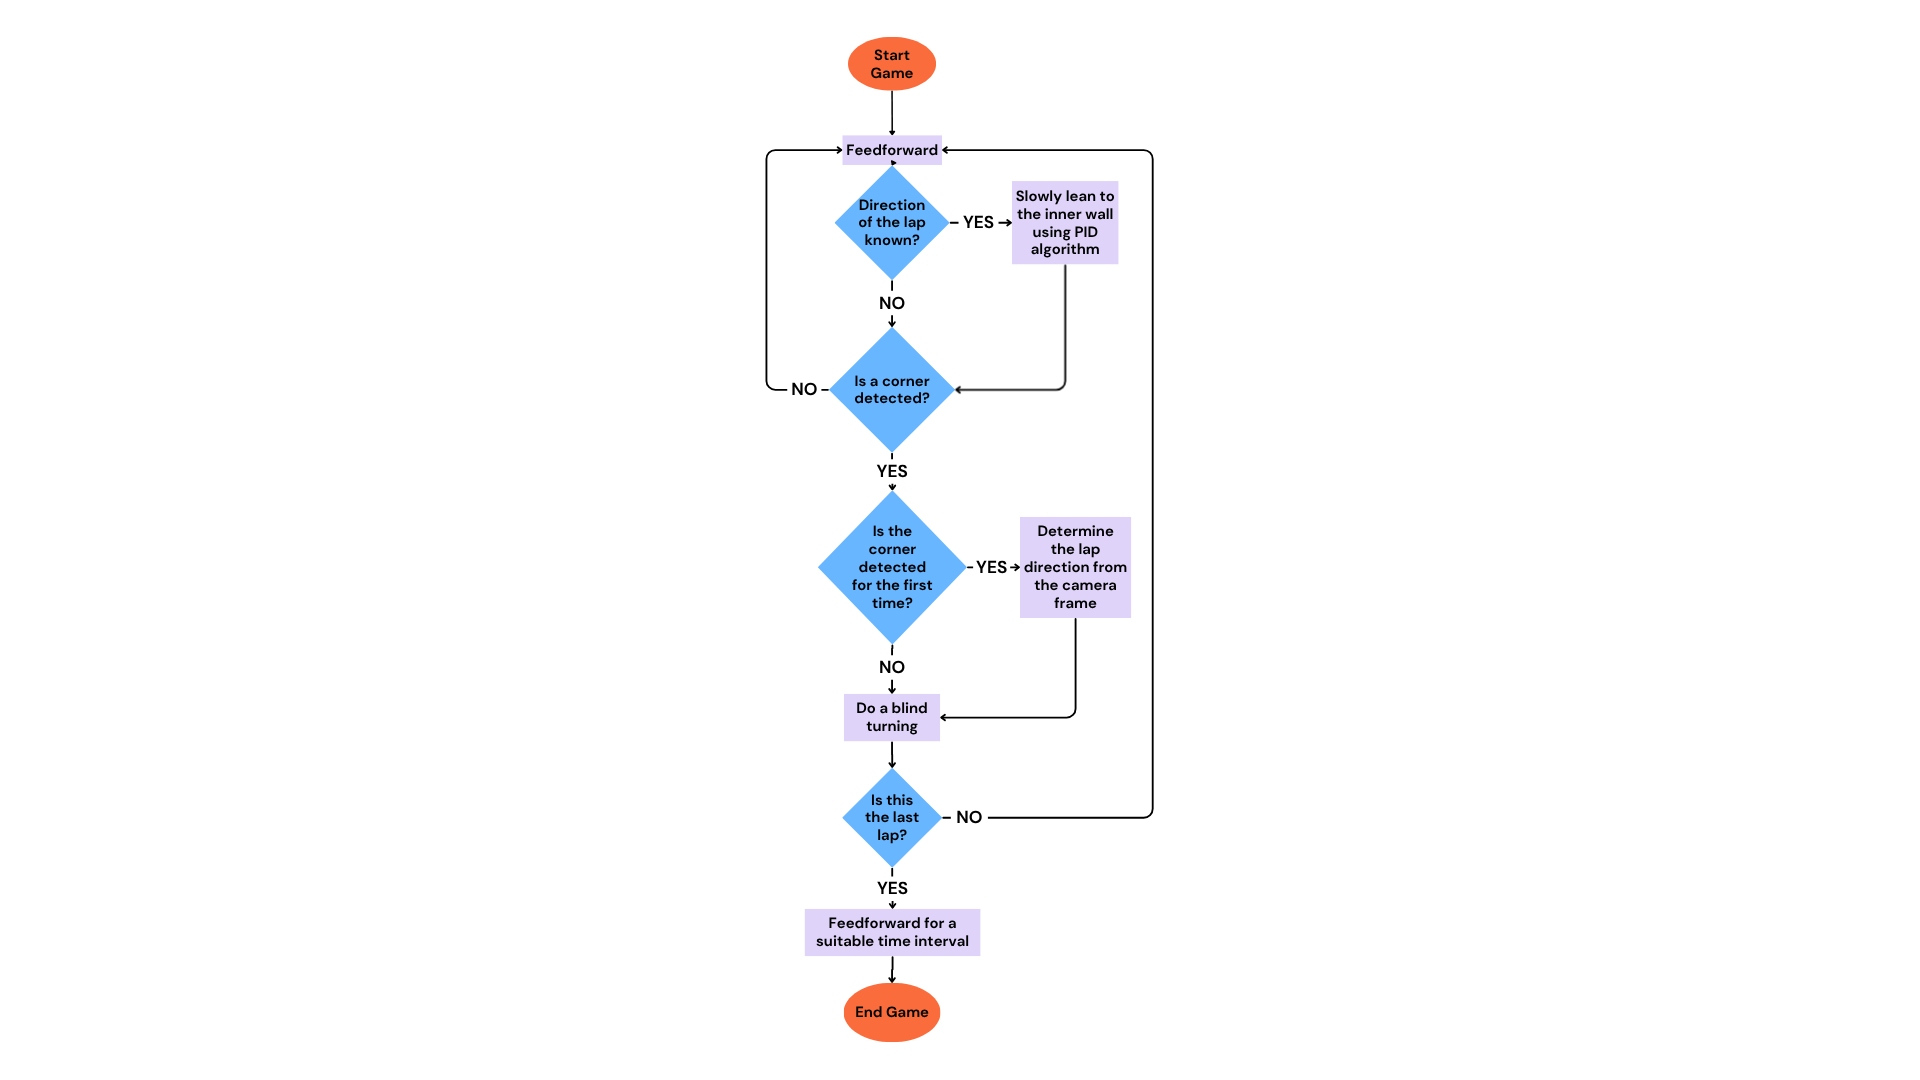 Start
Game
Feedforward
Direction
of the lap
known?
YES
Slowly lean to
the inner wall
using PID
algorithm
NO
Is a corner
detected?
NO
YES
Is the
corner
detected
for the first
time?
YES
Determine
the lap
direction from
the camera
frame
NO
Do a blind
turning
Is this
the last
lap?
NO
YES
Feedforward for a
suitable time interval
End Game